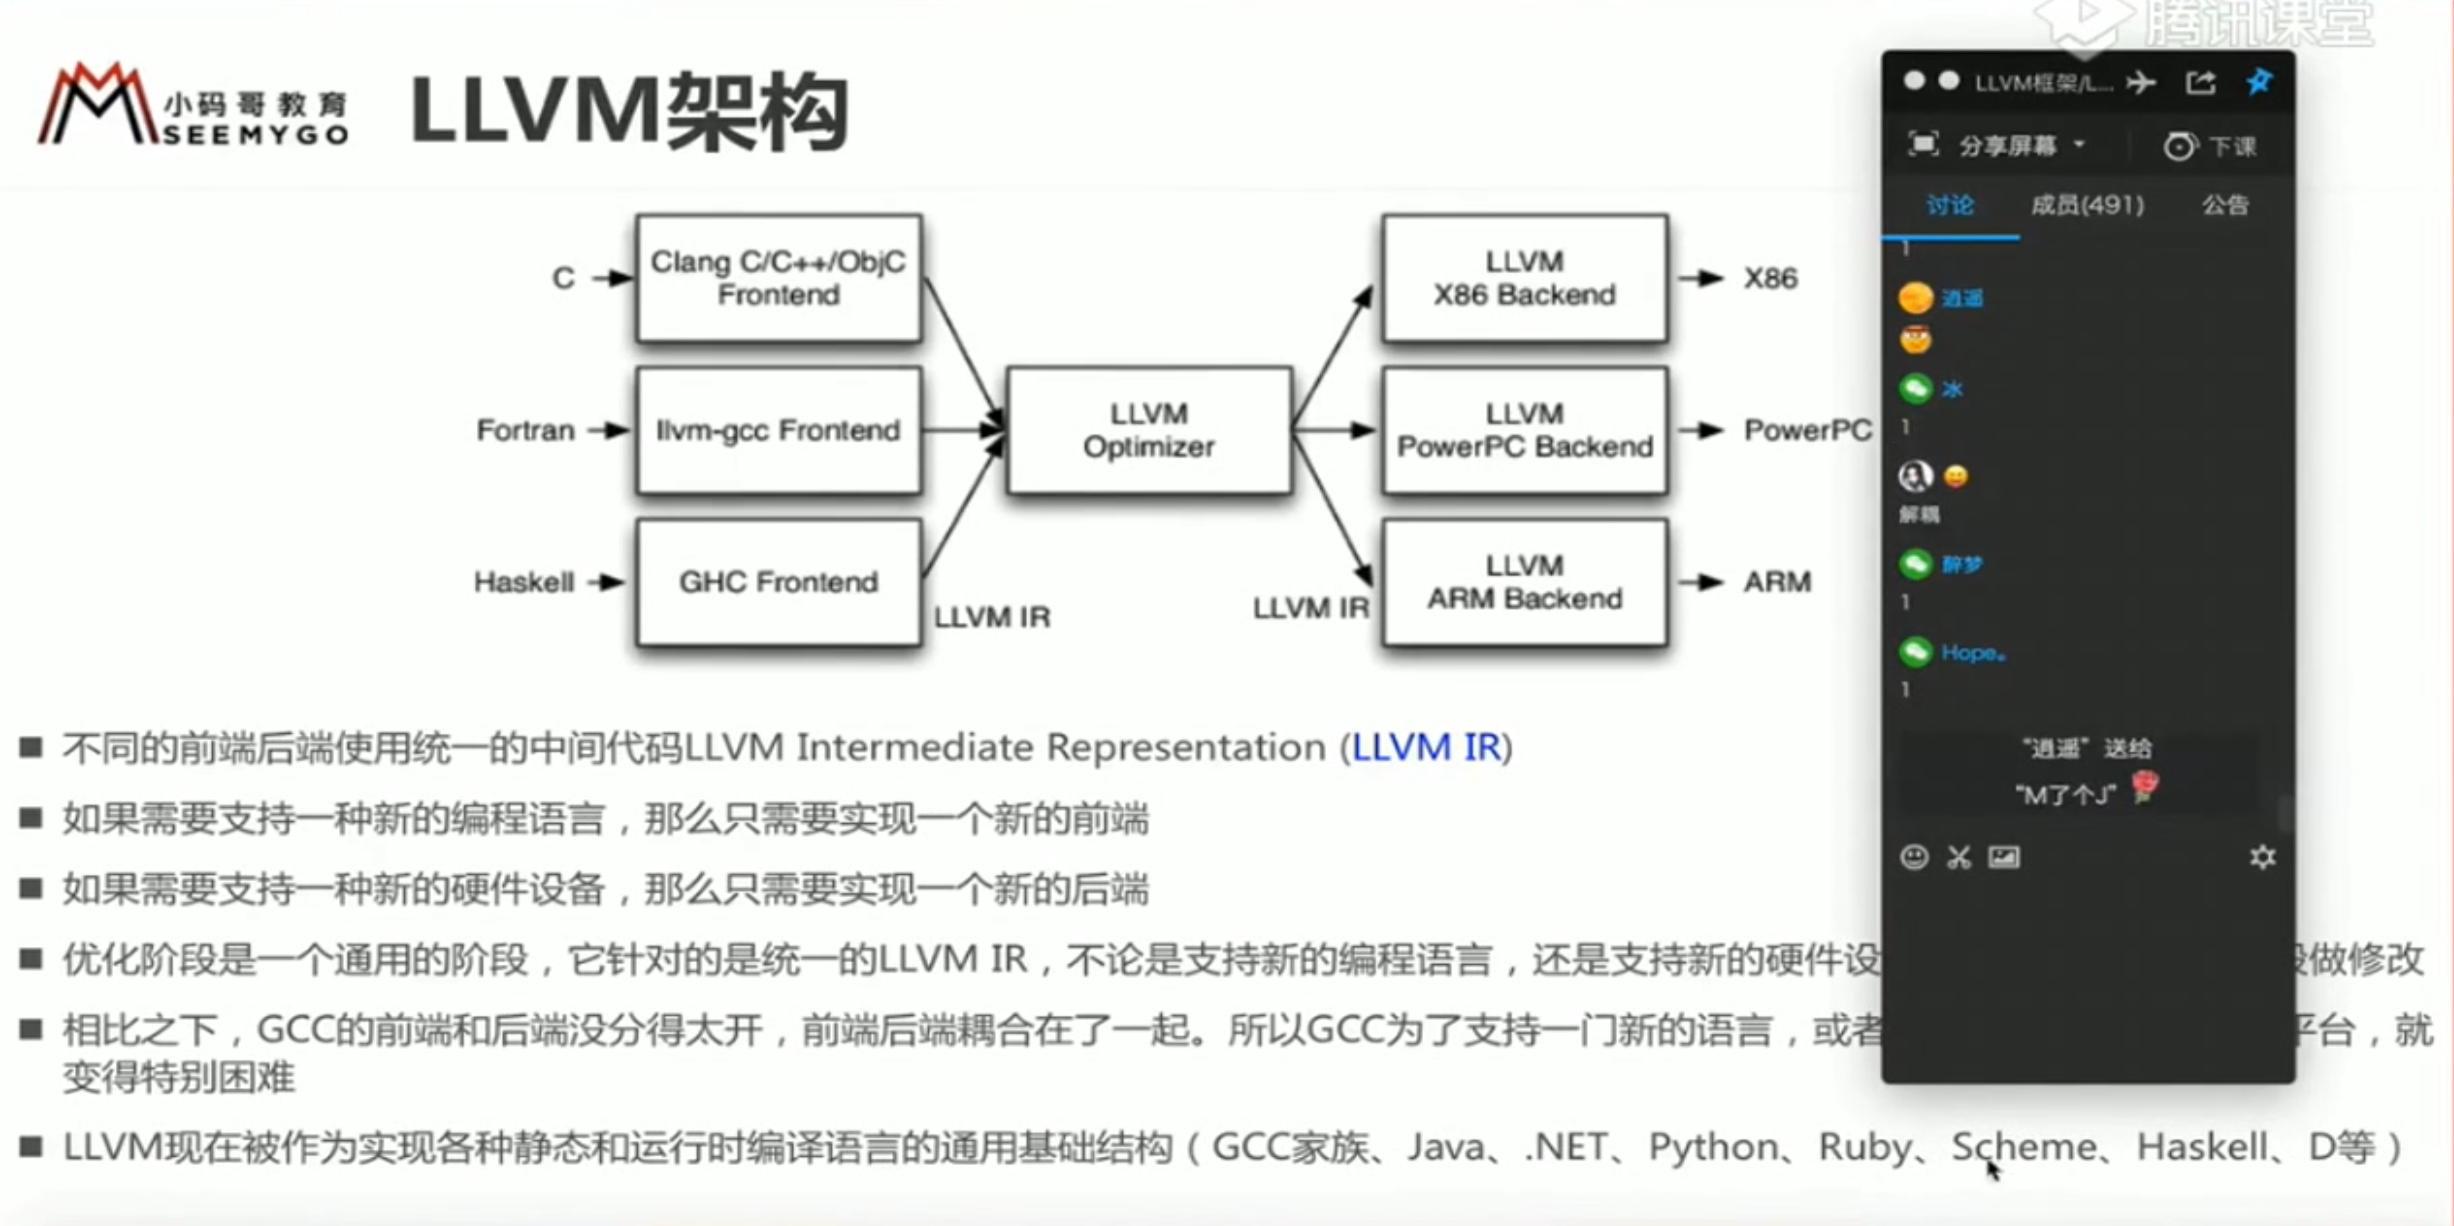 腾讯课堂
小码哥教育
SEEMYGO
LLVM架构
C
Clang C/C++/ObjC
Frontend
LLVM
X86 Backend
X86
Fortran
llvm-gcc Frontend
LLVM
Optimizer
LLVM
PowerPC Backend
PowerPC
Haskell
GHC Frontend
LLVM IR
LLVM IR
LLVM
ARM Backend
ARM
不同的前端后端使用统一的中间代码LLVM Intermediate Representation (LLVM IR)
如果需要支持一种新的编程语言，那么只需要实现一个新的前端
如果需要支持一种新的硬件设备，那么只需要实现一个新的后端
优化阶段是一个通用的阶段，它针对的是统一的LLVM IR，不论是支持新的编程语言，还是支持新的硬件设
做修改
相比之下，GCC的前端和后端没分得太开，前端后端耦合在了一起。所以GCC为了支持一门新的语言，或者
平台，就
变得特别困难
LLVM现在被作为实现各种静态和运行时编译语言的通用基础结构（GCC家族、Java、.NET、Python、Ruby、Scheme、Haskell、D等）
LLVM框架/L...
分享屏幕
下课
讨论
成员(491)
公告
1
逍遥
冰
1
解耦
醉梦
1
Hope。
1
“逍遥” 送给
“M了个J”